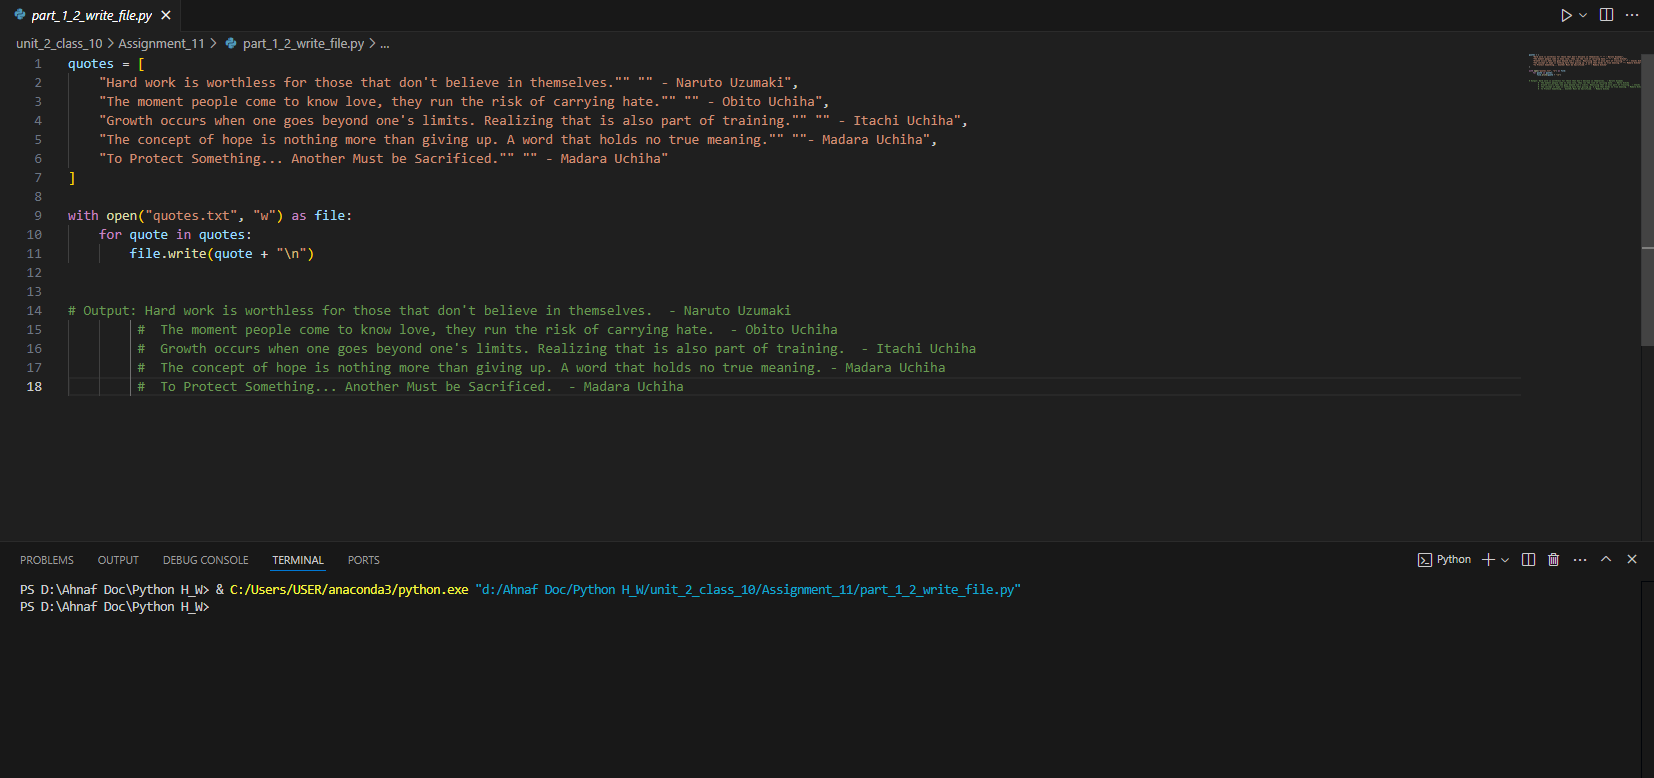 part_1_2_write_file.py
unit_2_class_10 > Assignment_11 > part_1_2_write_file.py > ...
1 quotes = [
2     "Hard work is worthless for those that don't believe in themselves."" "" - Naruto Uzumaki",
3     "The moment people come to know love, they run the risk of carrying hate."" "" - Obito Uchiha",
4     "Growth occurs when one goes beyond one's limits. Realizing that is also part of training."" "" - Itachi Uchiha",
5     "The concept of hope is nothing more than giving up. A word that holds no true meaning."" ""- Madara Uchiha",
6     "To Protect Something... Another Must be Sacrificed."" "" - Madara Uchiha"
7 ]
8
9 with open("quotes.txt", "w") as file:
10     for quote in quotes:
11         file.write(quote + "\n")
12
13
14 # Output: Hard work is worthless for those that don't believe in themselves.  - Naruto Uzumaki
15          #  The moment people come to know love, they run the risk of carrying hate.  - Obito Uchiha
16          #  Growth occurs when one goes beyond one's limits. Realizing that is also part of training.  - Itachi Uchiha
17          #  The concept of hope is nothing more than giving up. A word that holds no true meaning. - Madara Uchiha
18          #  To Protect Something... Another Must be Sacrificed.  - Madara Uchiha
PROBLEMS OUTPUT DEBUG CONSOLE TERMINAL PORTS Python
PS D:\Ahnaf Doc\Python H_W> & C:/Users/USER/anaconda3/python.exe "d:/Ahnaf Doc/Python H_W/unit_2_class_10/Assignment_11/part_1_2_write_file.py"
PS D:\Ahnaf Doc\Python H_W>